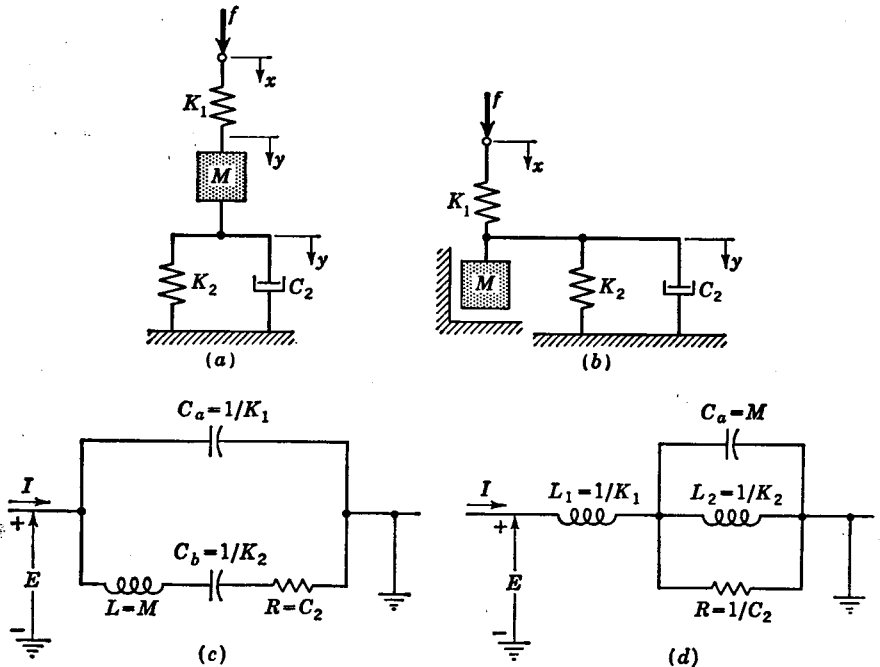 f
x
K₁
y
M
y
K₂
C₂
(a)
f
x
K₁
M
y
K₂
C₂
(b)
Cₐ=1/K₁
I
+
E
−
C_b=1/K₂
L=M
R=C₂
(c)
Cₐ=M
I
L₁=1/K₁
L₂=1/K₂
+
E
−
R=1/C₂
(d)